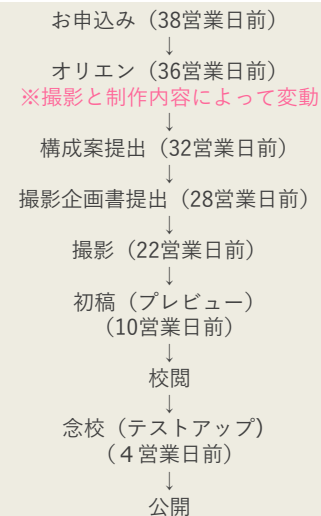 お申込み（38営業日前）
↓
オリエン（36営業日前）
※撮影と制作内容によって変動
↓
構成案提出（32営業日前）
↓
撮影企画書提出（28営業日前）
↓
撮影（22営業日前）
↓
初稿（プレビュー）
（10営業日前）
↓
校閲
↓
念校（テストアップ)
（４営業日前）
↓
公開